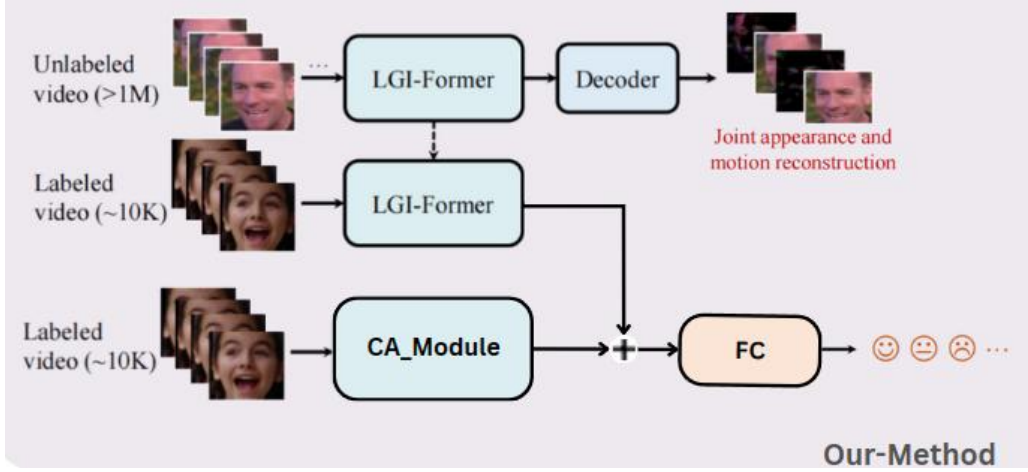 Unlabeled
video (>1M)
...
LGI-Former
Decoder
Joint appearance and
motion reconstruction
Labeled
video (~10K)
LGI-Former
Labeled
video (~10K)
CA_Module
+
FC
...
Our-Method